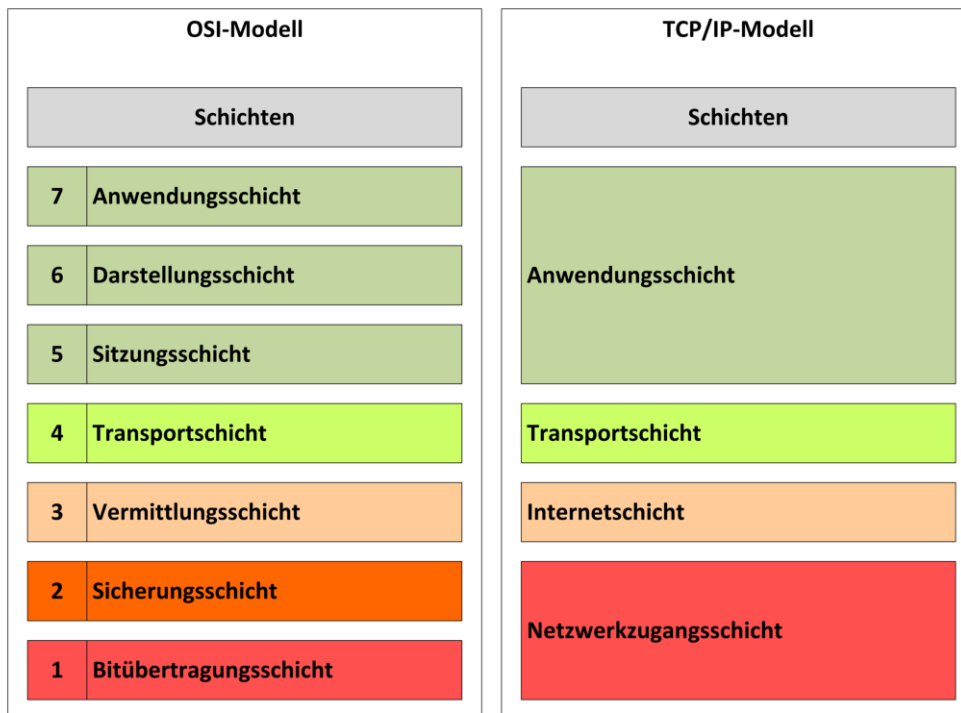 OSI-Modell
Schichten
7 Anwendungsschicht
6 Darstellungsschicht
5 Sitzungsschicht
4 Transportschicht
3 Vermittlungsschicht
2 Sicherungsschicht
1 Bitübertragungsschicht
TCP/IP-Modell
Schichten
Anwendungsschicht
Transportschicht
Internetschicht
Netzwerkzugangsschicht